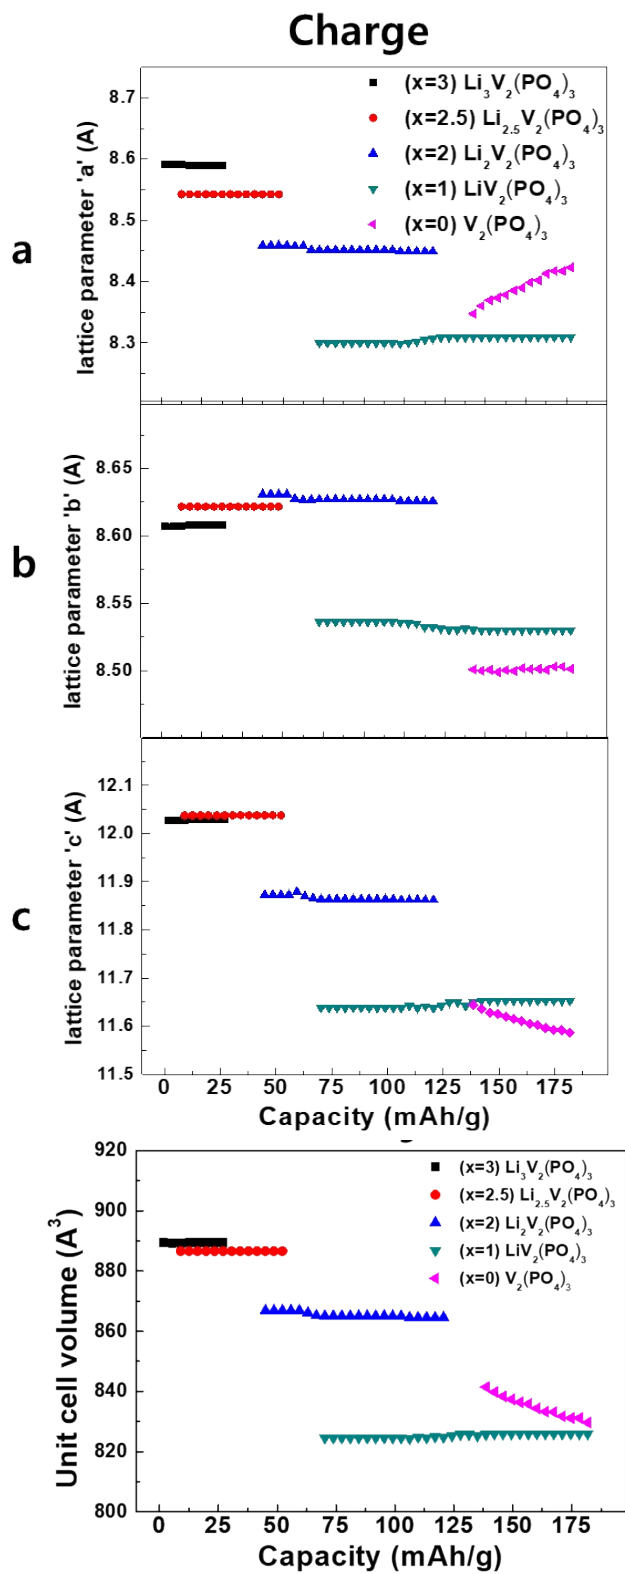 Charge
a
lattice parameter 'a' (A)
8.7
8.6
8.5
8.4
8.3
(x=3) Li₃V₂(PO₄)₃
(x=2.5) Li₂.₅V₂(PO₄)₃
(x=2) Li₂V₂(PO₄)₃
(x=1) LiV₂(PO₄)₃
(x=0) V₂(PO₄)₃
b
lattice parameter 'b' (A)
8.65
8.60
8.55
8.50
c
lattice parameter 'c' (A)
12.1
12.0
11.9
11.8
11.7
11.6
11.5
0 25 50 75 100 125 150 175
Capacity (mAh/g)
Unit cell volume (A³)
920
900
880
860
840
820
800
(x=3) Li₃V₂(PO₄)₃
(x=2.5) Li₂.₅V₂(PO₄)₃
(x=2) Li₂V₂(PO₄)₃
(x=1) LiV₂(PO₄)₃
(x=0) V₂(PO₄)₃
0 25 50 75 100 125 150 175
Capacity (mAh/g)